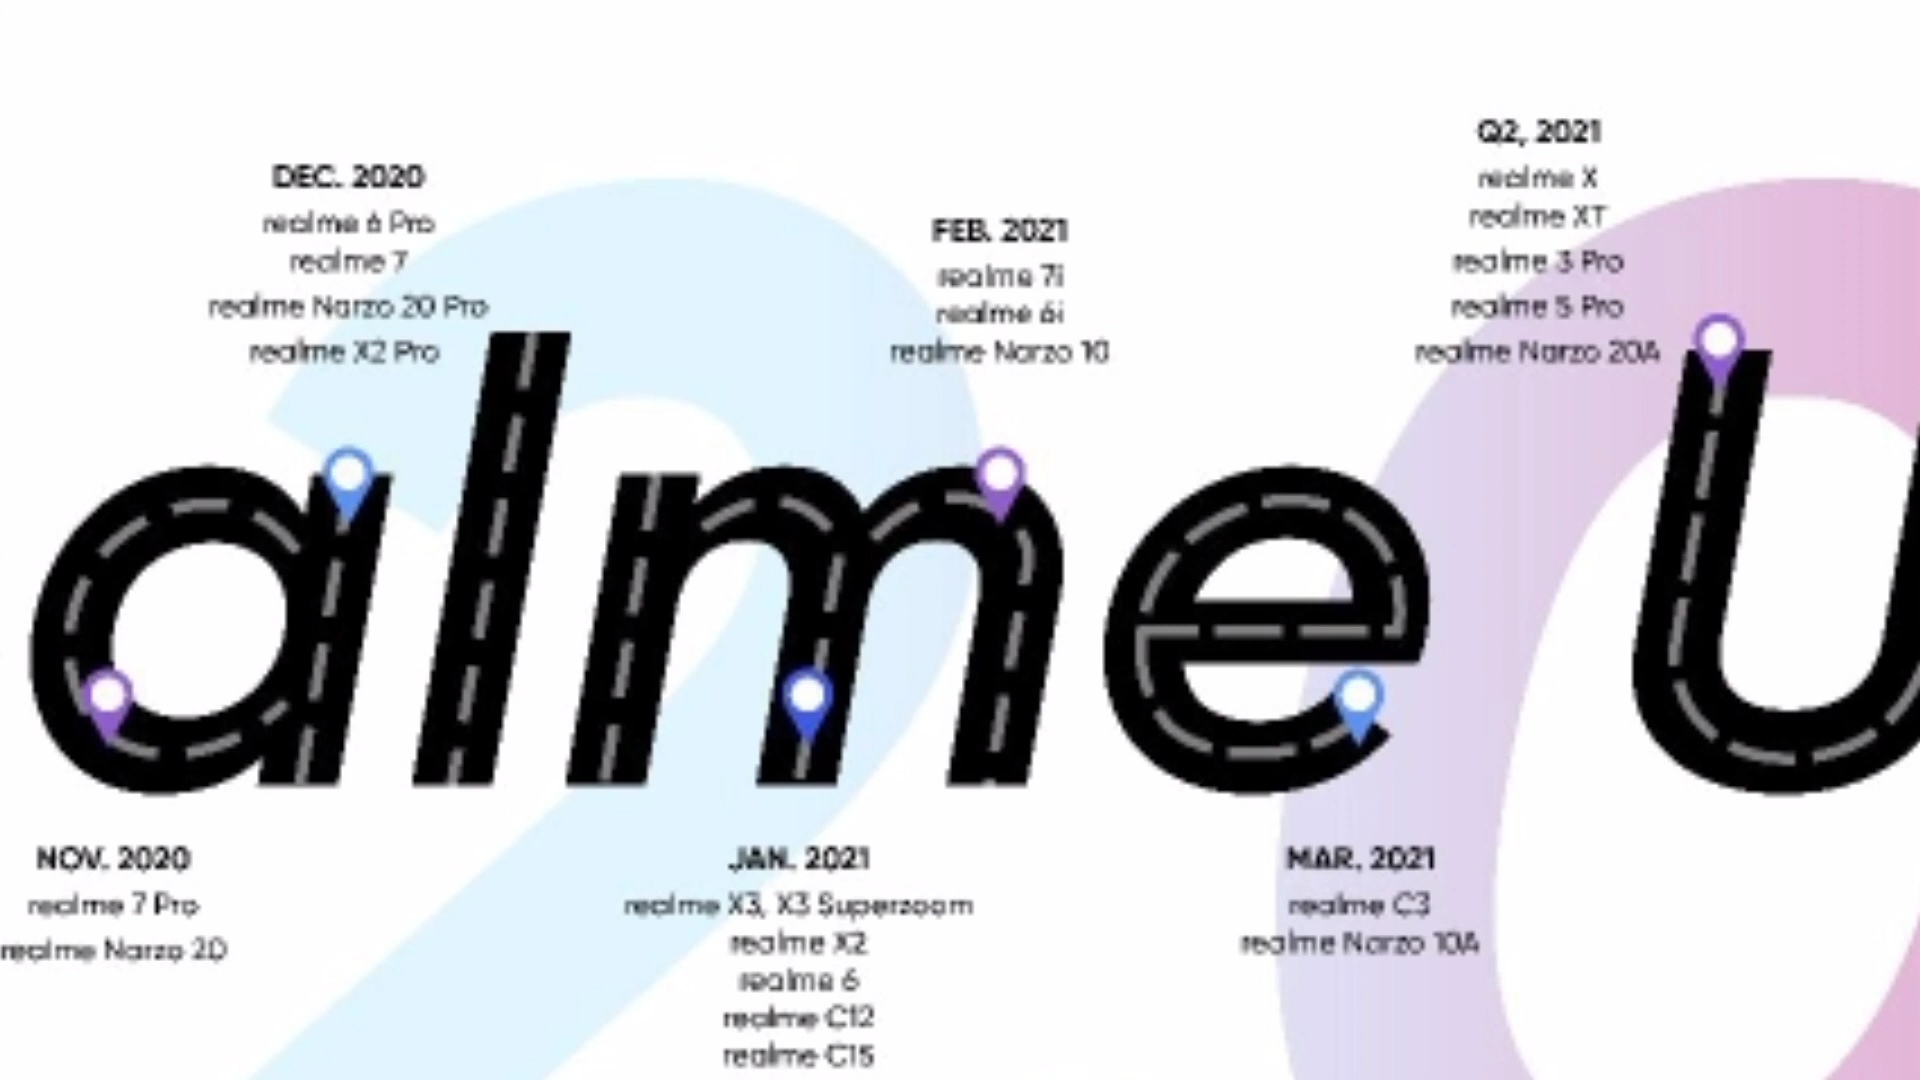 DEC. 2020
realme 6 Pro
realme 7
realme Narzo 20 Pro
realme X2 Pro
FEB. 2021
realme 7i
realme 6i
realme Narzo 10
Q2, 2021
realme X
realme XT
realme 3 Pro
realme 5 Pro
realme Narzo 20A
alme U
20
NOV. 2020
realme 7 Pro
realme Narzo 20
JAN. 2021
realme X3, X3 Superzoom
realme X2
realme 6
realme C12
realme C15
MAR. 2021
realme C3
realme Narzo 10A